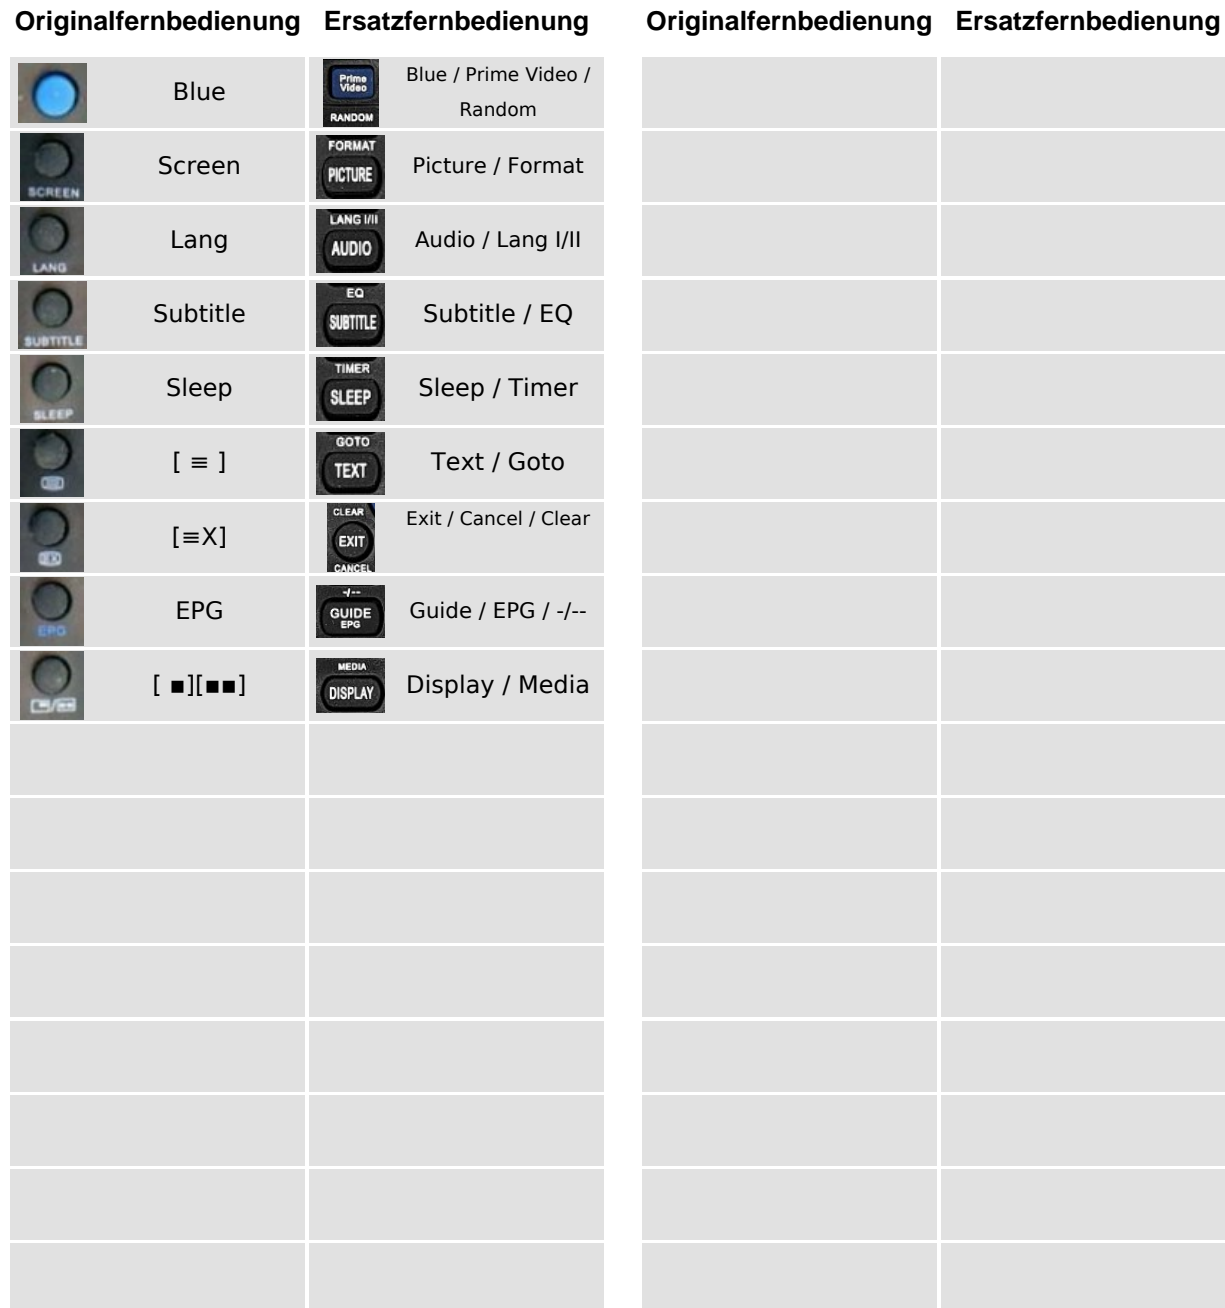 Originalfernbedienung Ersatzfernbedienung Originalfernbedienung Ersatzfernbedienung
Blue
Prime
Video
RANDOM
Blue / Prime Video /
Random
SCREEN
Screen
FORMAT
PICTURE
Picture / Format
LANG
Lang
LANG I/II
AUDIO
Audio / Lang I/II
SUBTITLE
Subtitle
EQ
SUBTITLE
Subtitle / EQ
SLEEP
Sleep
TIMER
SLEEP
Sleep / Timer
[ ≡ ]
GOTO
TEXT
Text / Goto
[≡X]
CLEAR
EXIT
CANCEL
Exit / Cancel / Clear
EPG
EPG
-/--
GUIDE
EPG
Guide / EPG / -/--
[ ■][■■]
MEDIA
DISPLAY
Display / Media